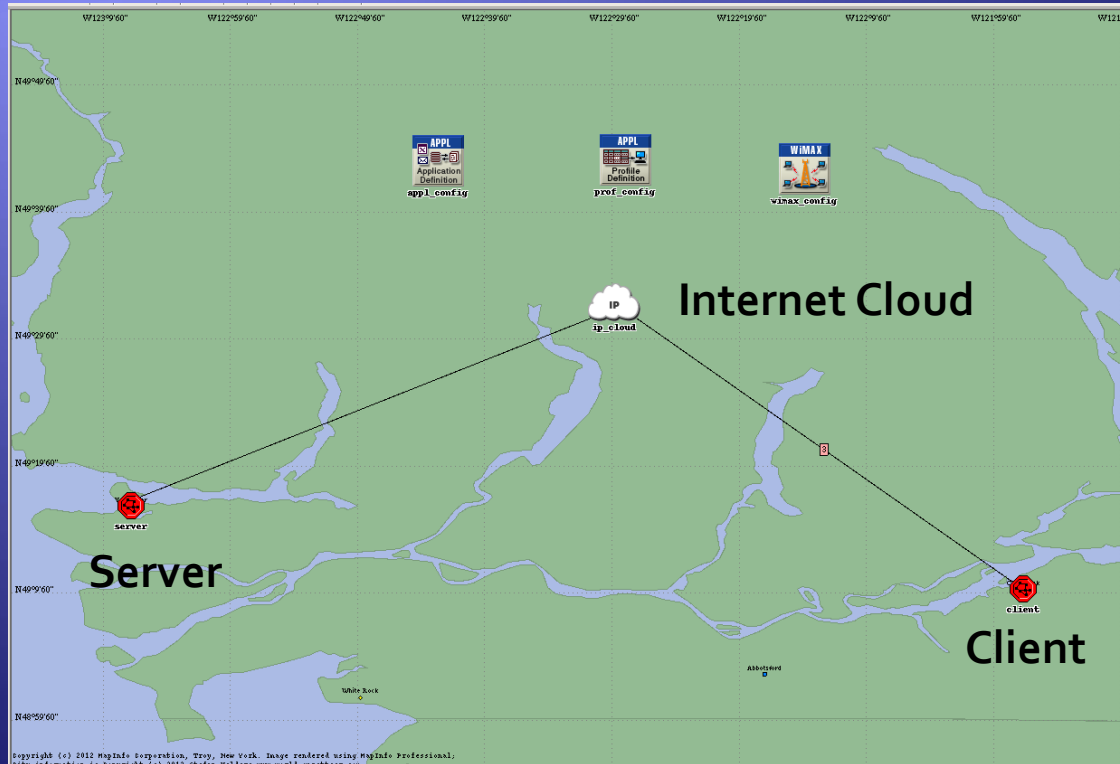 W123°9'60" W122°59'60" W122°49'60" W122°39'60" W122°29'60" W122°19'60" W122°9'60" W121°59'60" W121
N49°49'60"
APPL
Application
Definition
appl_config
APPL
Profile
Definition
prof_config
WiMAX
wimax_config
N49°39'60"
IP
ip_cloud
Internet Cloud
N49°29'60"
3
N49°19'60"
server
Server
N49°9'60"
client
Client
Abbotsford
White Rock
N48°59'60"
Copyright (c) 2012 MapInfo Corporation, Troy, New York. Image rendered using MapInfo Professional;